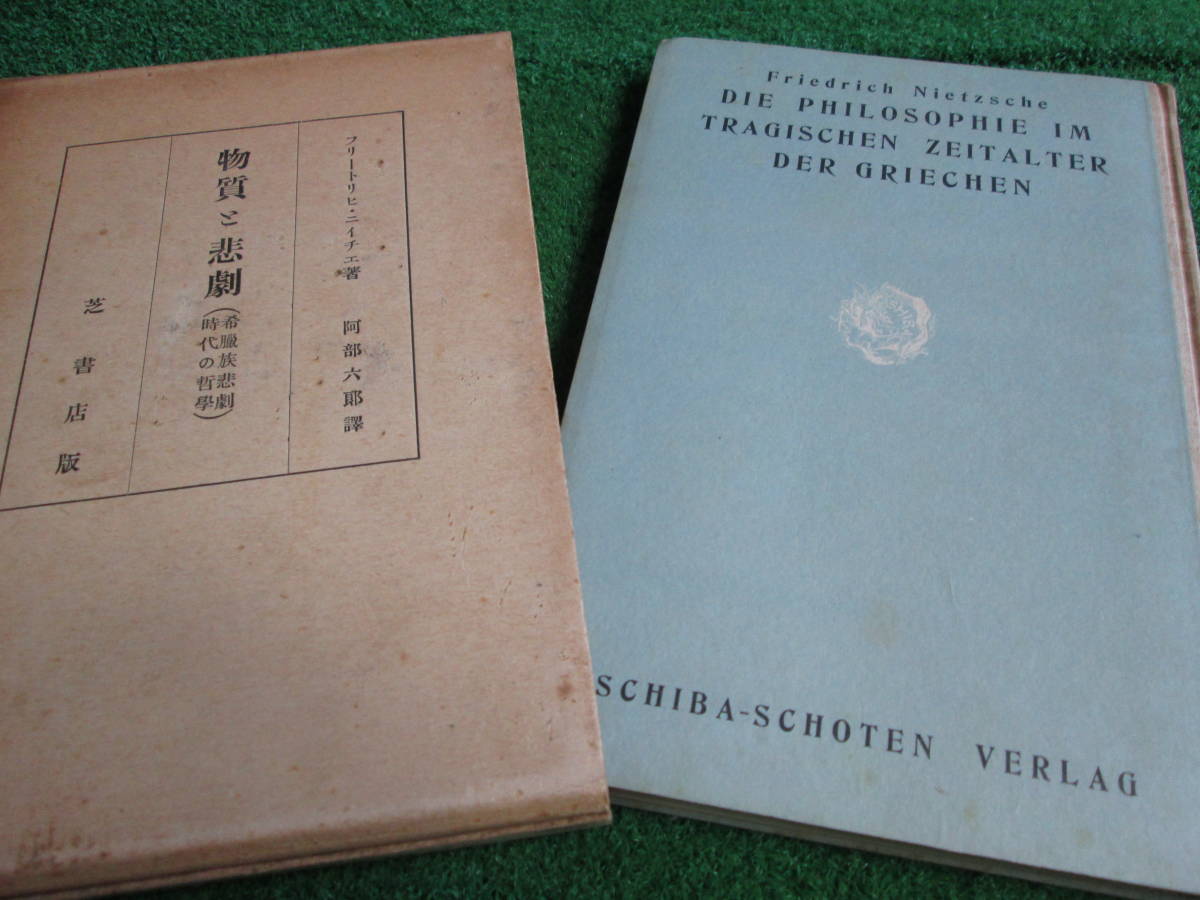 フリートリヒ・ニイチェ著 阿部六郎譯
物質と悲劇(希臘族悲劇
時代の哲學)
芝書店版
Friedrich Nietzsche
DIE PHILOSOPHIE IM
TRAGISCHEN ZEITALTER
DER GRIECHEN
SCHIBA-SCHOTEN VERLAG